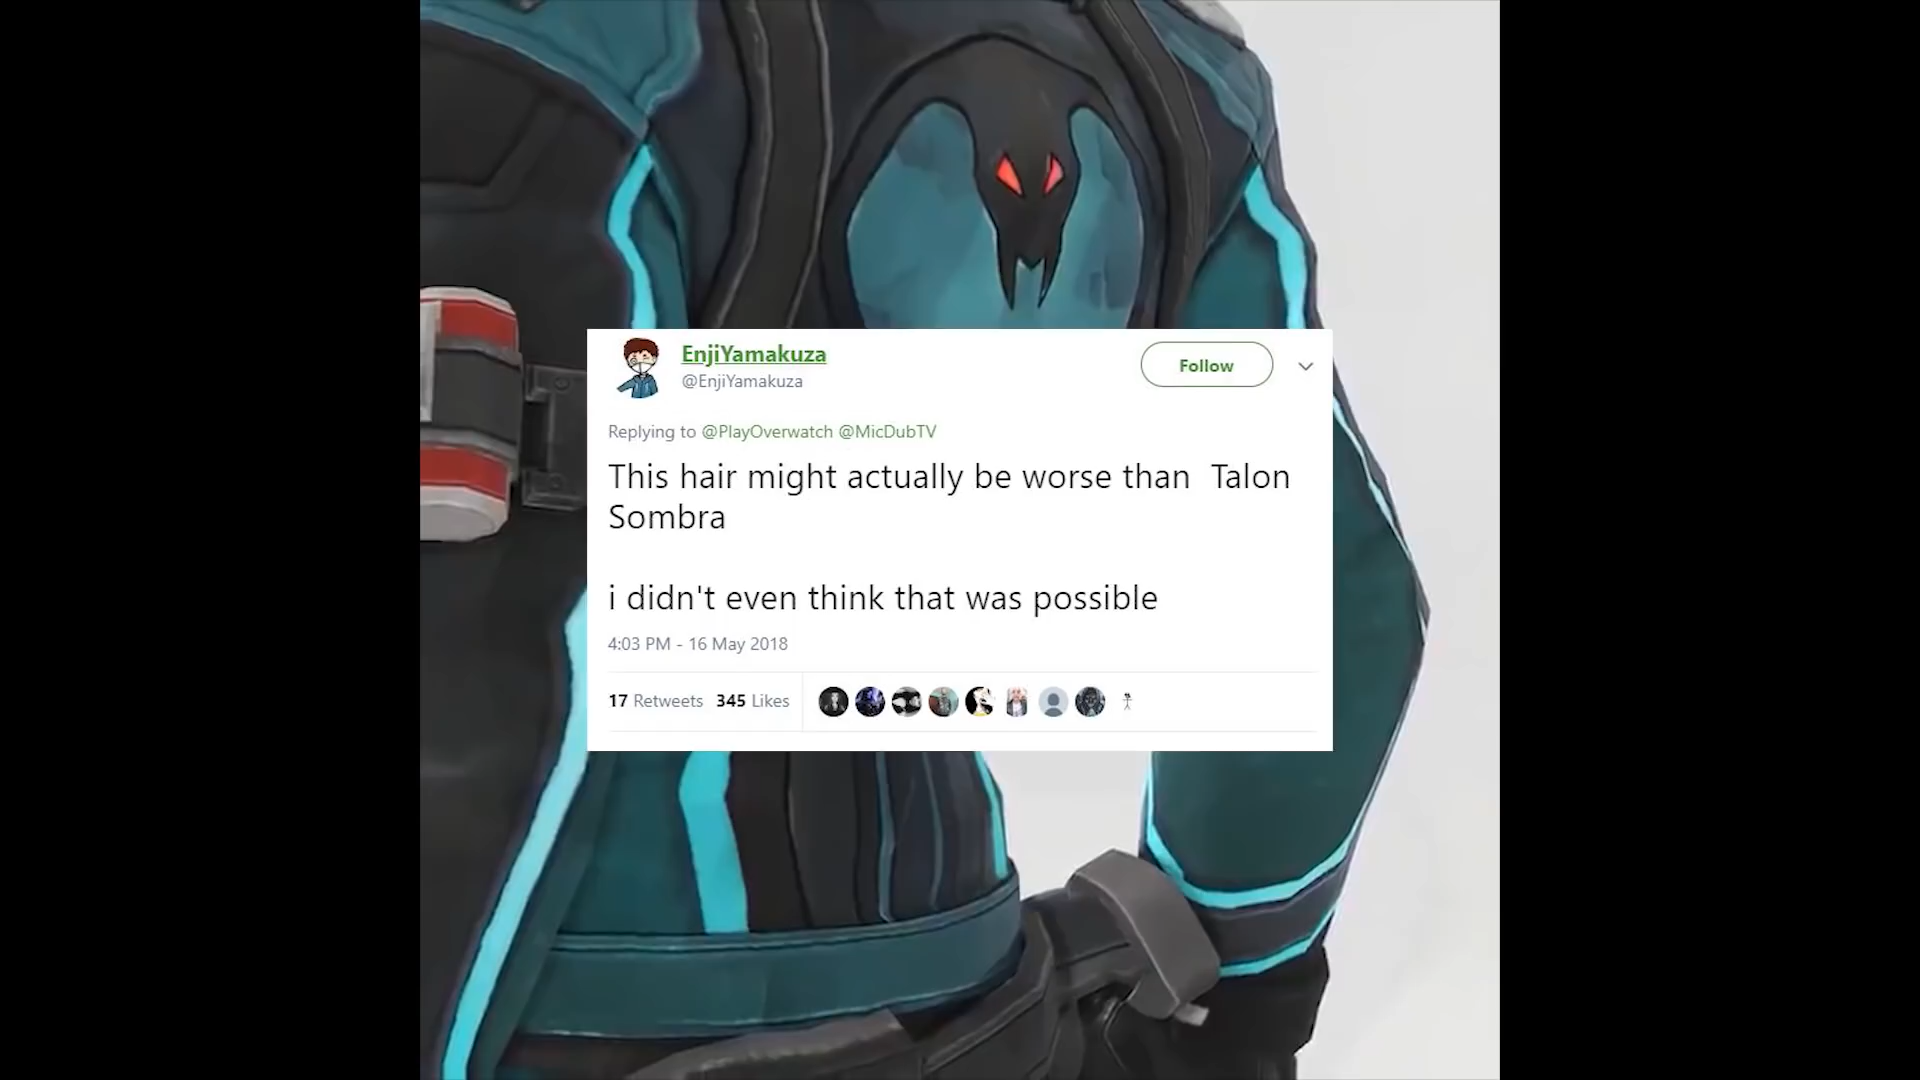 EnjiYamakuza
Follow
@EnjiYamakuza
Replying to @PlayOverwatch @MicDubTV
This hair might actually be worse than  Talon
Sombra
i didn't even think that was possible
4:03 PM - 16 May 2018
17 Retweets 345 Likes